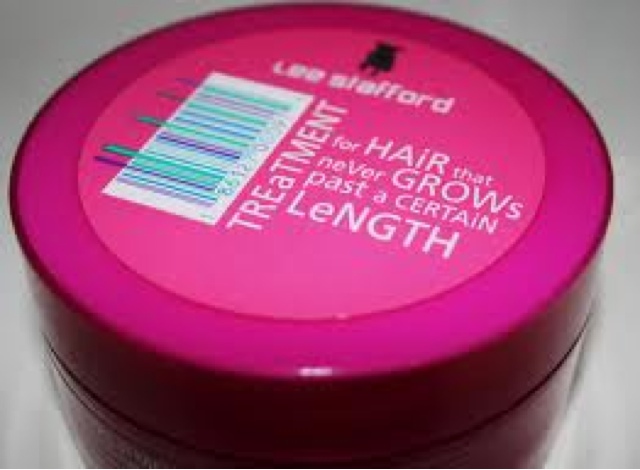 Lee Stafford
TREaTMENT
for HAiR that
never GROWs
past a CERTAiN
LeNGTH